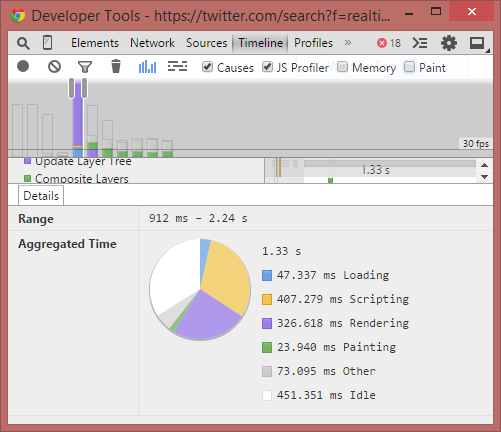 Developer Tools - https://twitter.com/search?f=realti...
Elements Network Sources Timeline Profiles » 18
Causes JS Profiler Memory Paint
30 fps
Update Layer Tree
1.33 s
Composite Layers
Details
Range 912 ms – 2.24 s
Aggregated Time
1.33 s
47.337 ms Loading
407.279 ms Scripting
326.618 ms Rendering
23.940 ms Painting
73.095 ms Other
451.351 ms Idle